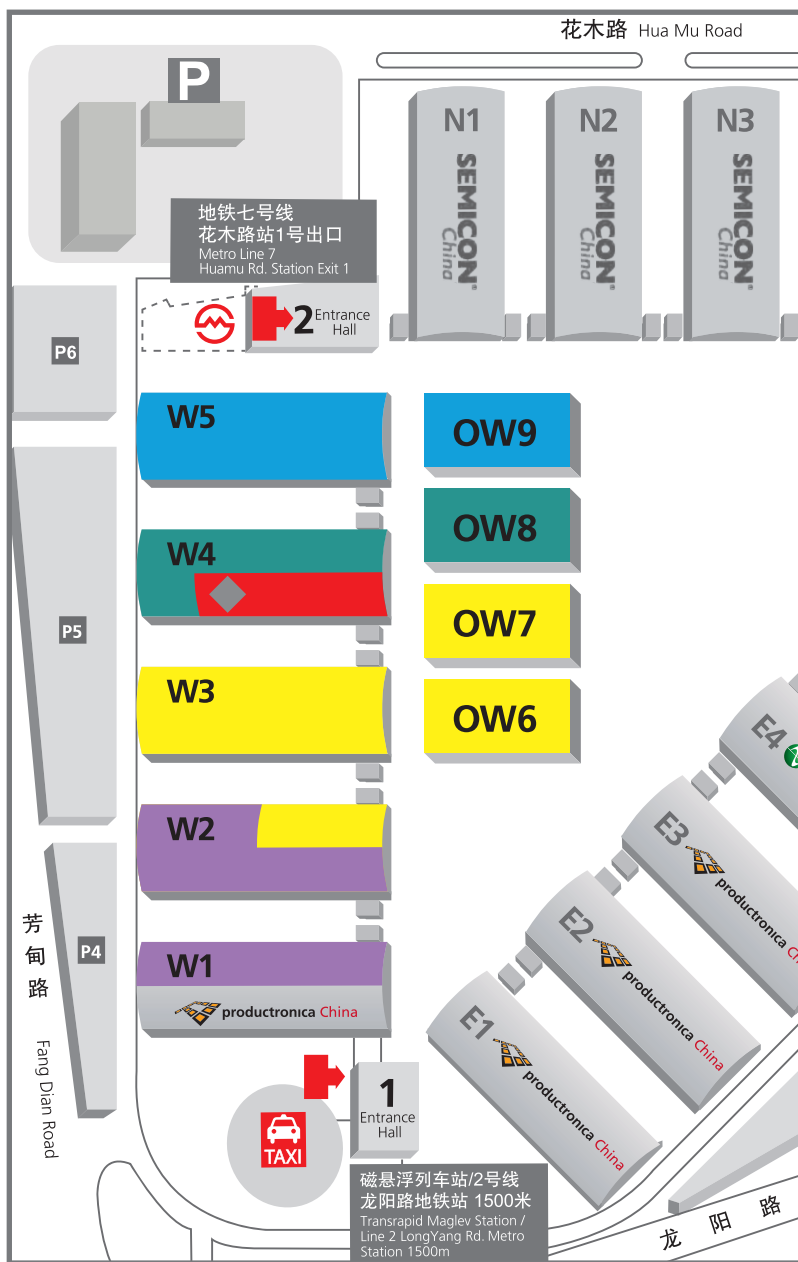 花木路 Hua Mu Road
P
N1
SEMICON®
China
N2
SEMICON®
China
N3
SEMICON®
China
地铁七号线
花木路站1号出口
Metro Line 7
Huamu Rd. Station Exit 1
2 Entrance
Hall
P6
W5
OW9
W4
OW8
P5
OW7
W3
OW6
E4
W2
E3
productronica
芳甸路
P4
W1
E2
productronica China
productronica China
E1
productronica China
Fang Dian Road
1
Entrance
Hall
TAXI
磁悬浮列车站/2号线
龙阳路地铁站 1500米
Transrapid Maglev Station /
Line 2 LongYang Rd. Metro
Station 1500m
龙阳路